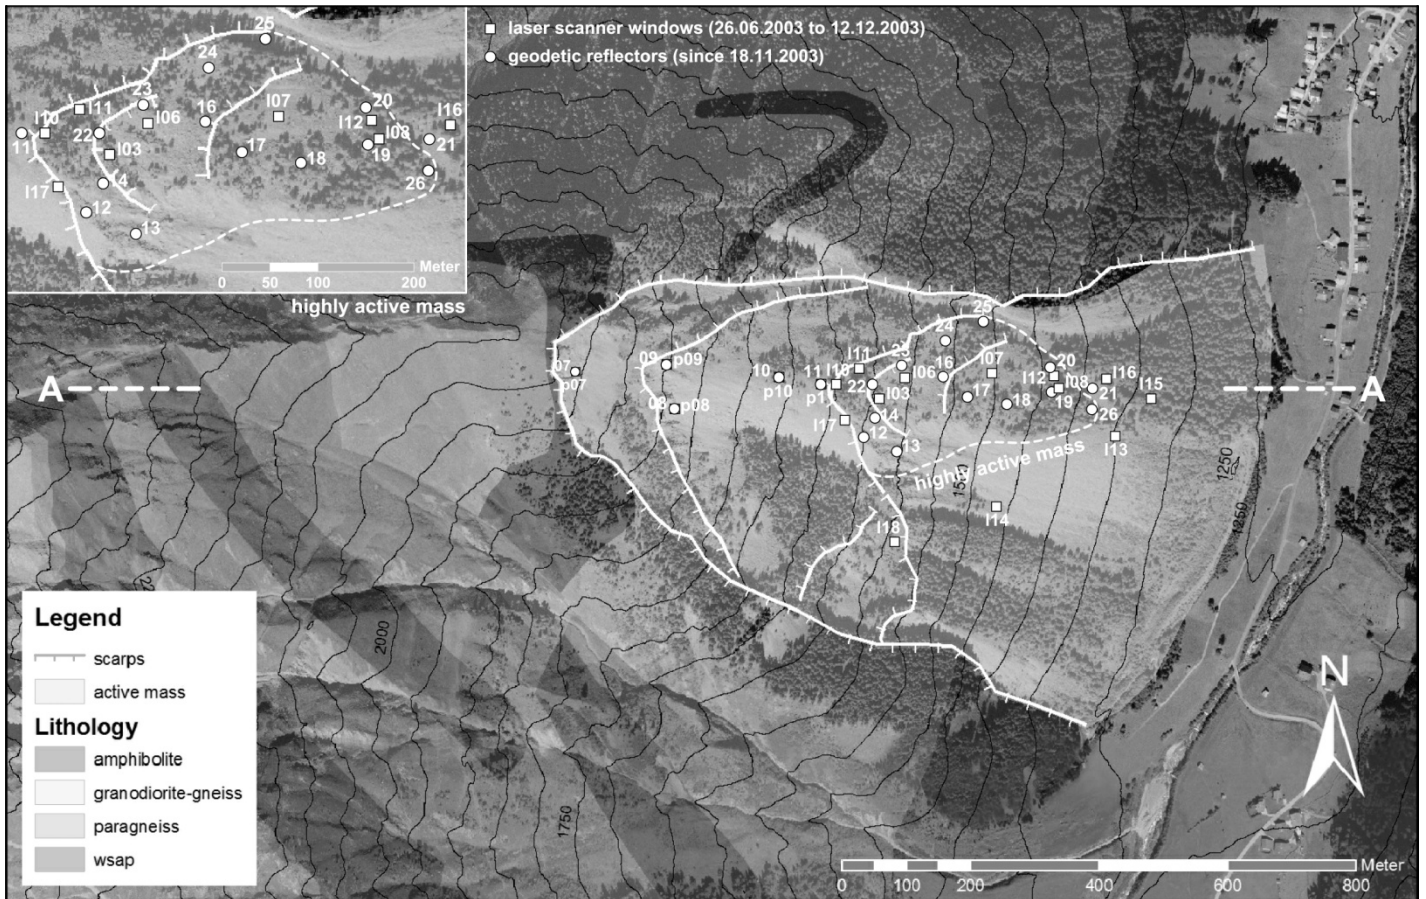 laser scanner windows (26.06.2003 to 12.12.2003)
geodetic reflectors (since 18.11.2003)
25
24
23
I11
I06
16
I07
20
I12
I16
I10
22
11
I03
17
18
I08
19
21
26
I17
14
12
13
Meter
0 50 100 200
highly active mass
25
24
09 p09
07
p07
08 p08
10
p10
11
p11
I11
I10
23
22
I06
16
I07
I03
17
18
20
I12
I08
19
I16
21
I15
26
I13
I17
14
12
13
highly active mass
1500
I14
I18
1250
1250
A A
2000
1750
Legend
scarps
active mass
Lithology
amphibolite
granodiorite-gneiss
paragneiss
wsap
N
Meter
0 100 200 400 600 800